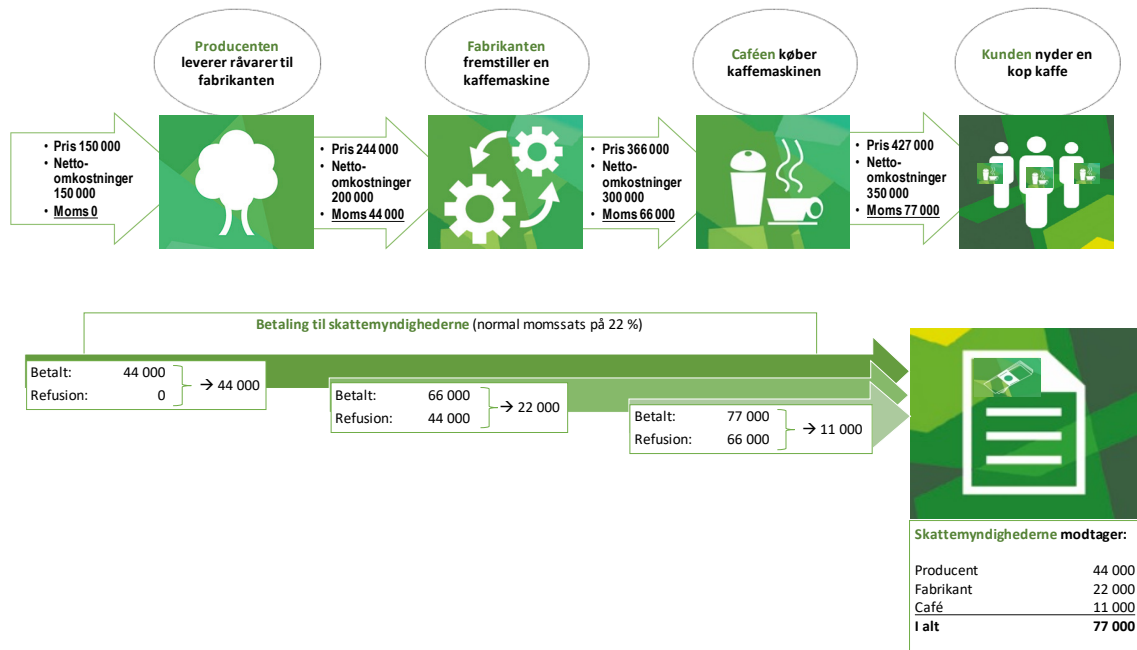 Producenten
leverer råvarer til
fabrikanten
Fabrikanten
fremstiller en
kaffemaskine
Caféen køber
kaffemaskinen
Kunden nyder en
kop kaffe
• Pris 150 000
• Netto-
omkostninger
150 000
• Moms 0
• Pris 244 000
• Netto-
omkostninger
200 000
• Moms 44 000
• Pris 366 000
• Netto-
omkostninger
300 000
• Moms 66 000
• Pris 427 000
• Netto-
omkostninger
350 000
• Moms 77 000
Betaling til skattemyndighederne (normal momssats på 22 %)
Betalt: 44 000
Refusion: 0
→ 44 000
Betalt: 66 000
Refusion: 44 000
→ 22 000
Betalt: 77 000
Refusion: 66 000
→ 11 000
Skattemyndighederne modtager:
Producent 44 000
Fabrikant 22 000
Café 11 000
I alt 77 000